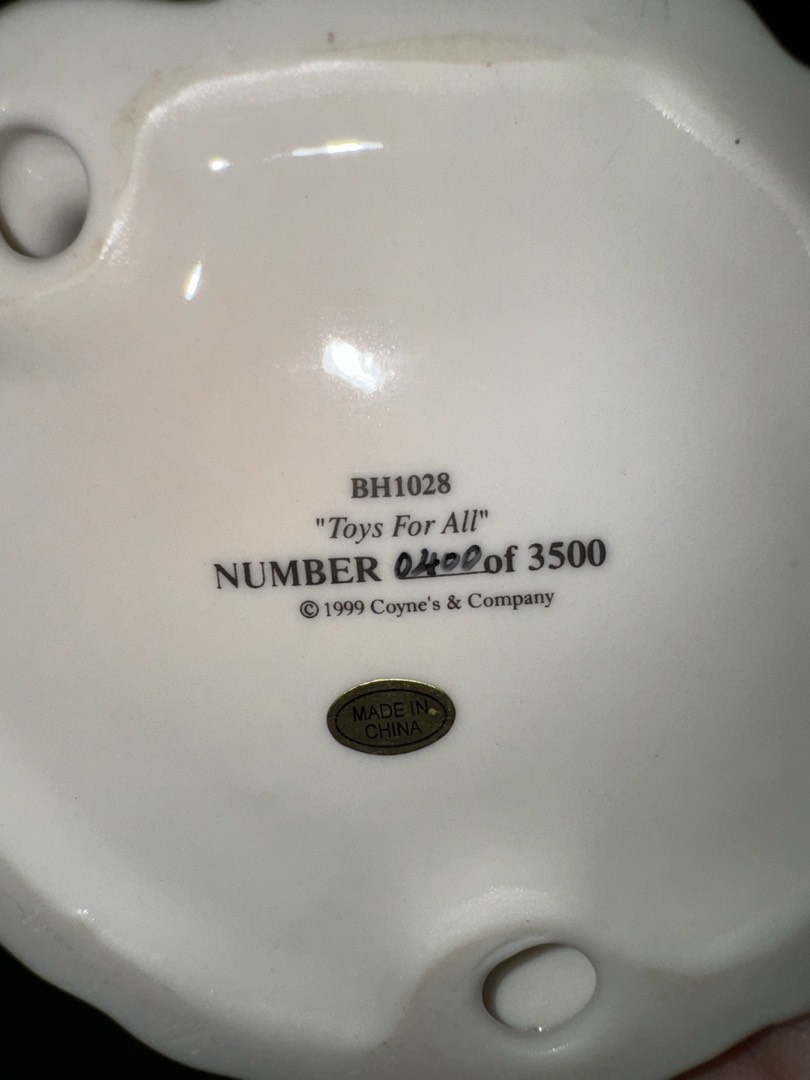 BH1028
"Toys For All"
NUMBER 0400 of 3500
© 1999 Coyne's & Company
MADE IN
CHINA